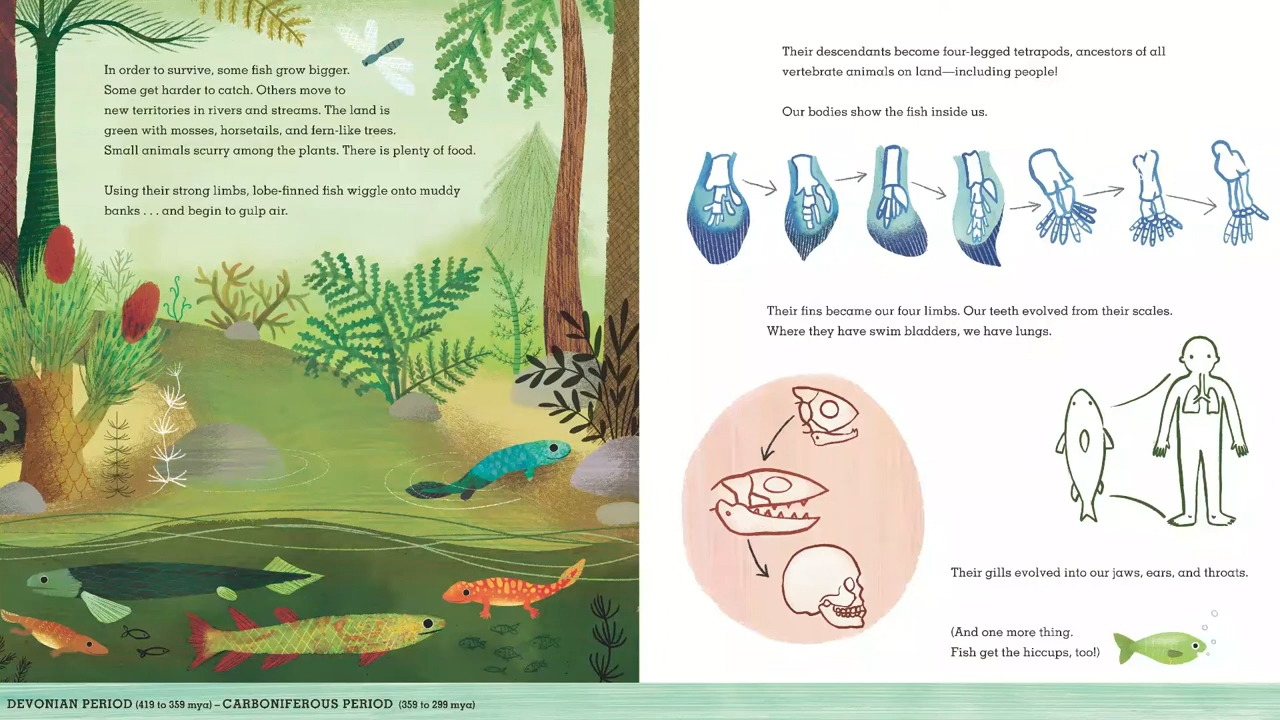 In order to survive, some fish grow bigger.
Some get harder to catch. Others move to
new territories in rivers and streams. The land is
green with mosses, horsetails, and fern-like trees.
Small animals scurry among the plants. There is plenty of food.
Using their strong limbs, lobe-finned fish wiggle onto muddy
banks . . . and begin to gulp air.
DEVONIAN PERIOD (419 to 359 mya) – CARBONIFEROUS PERIOD (359 to 299 mya)
Their descendants become four-legged tetrapods, ancestors of all
vertebrate animals on land—including people!
Our bodies show the fish inside us.
Their fins became our four limbs. Our teeth evolved from their scales.
Where they have swim bladders, we have lungs.
Their gills evolved into our jaws, ears, and throats.
(And one more thing.
Fish get the hiccups, too!)